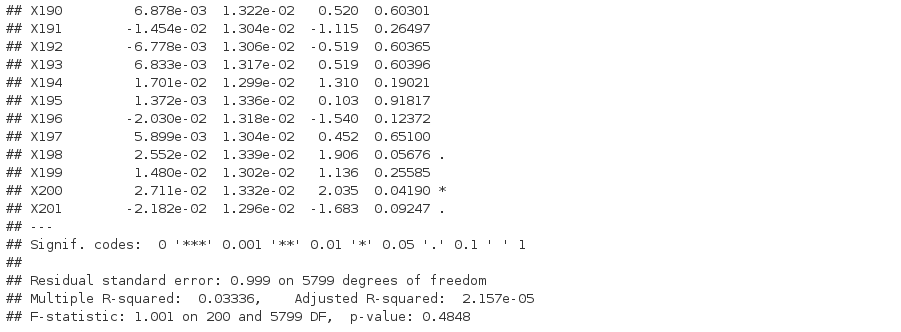 ## X190         6.878e-03  1.322e-02   0.520  0.60301
## X191        -1.454e-02  1.304e-02  -1.115  0.26497
## X192        -6.778e-03  1.306e-02  -0.519  0.60365
## X193         6.833e-03  1.317e-02   0.519  0.60396
## X194         1.701e-02  1.299e-02   1.310  0.19021
## X195         1.372e-03  1.336e-02   0.103  0.91817
## X196        -2.030e-02  1.318e-02  -1.540  0.12372
## X197         5.899e-03  1.304e-02   0.452  0.65100
## X198         2.552e-02  1.339e-02   1.906  0.05676 .
## X199         1.480e-02  1.302e-02   1.136  0.25585
## X200         2.711e-02  1.332e-02   2.035  0.04190 *
## X201        -2.182e-02  1.296e-02  -1.683  0.09247 .
## ---
## Signif. codes:  0 '***' 0.001 '**' 0.01 '*' 0.05 '.' 0.1 ' ' 1
##
## Residual standard error: 0.999 on 5799 degrees of freedom
## Multiple R-squared:  0.03336,    Adjusted R-squared:  2.157e-05
## F-statistic: 1.001 on 200 and 5799 DF,  p-value: 0.4848